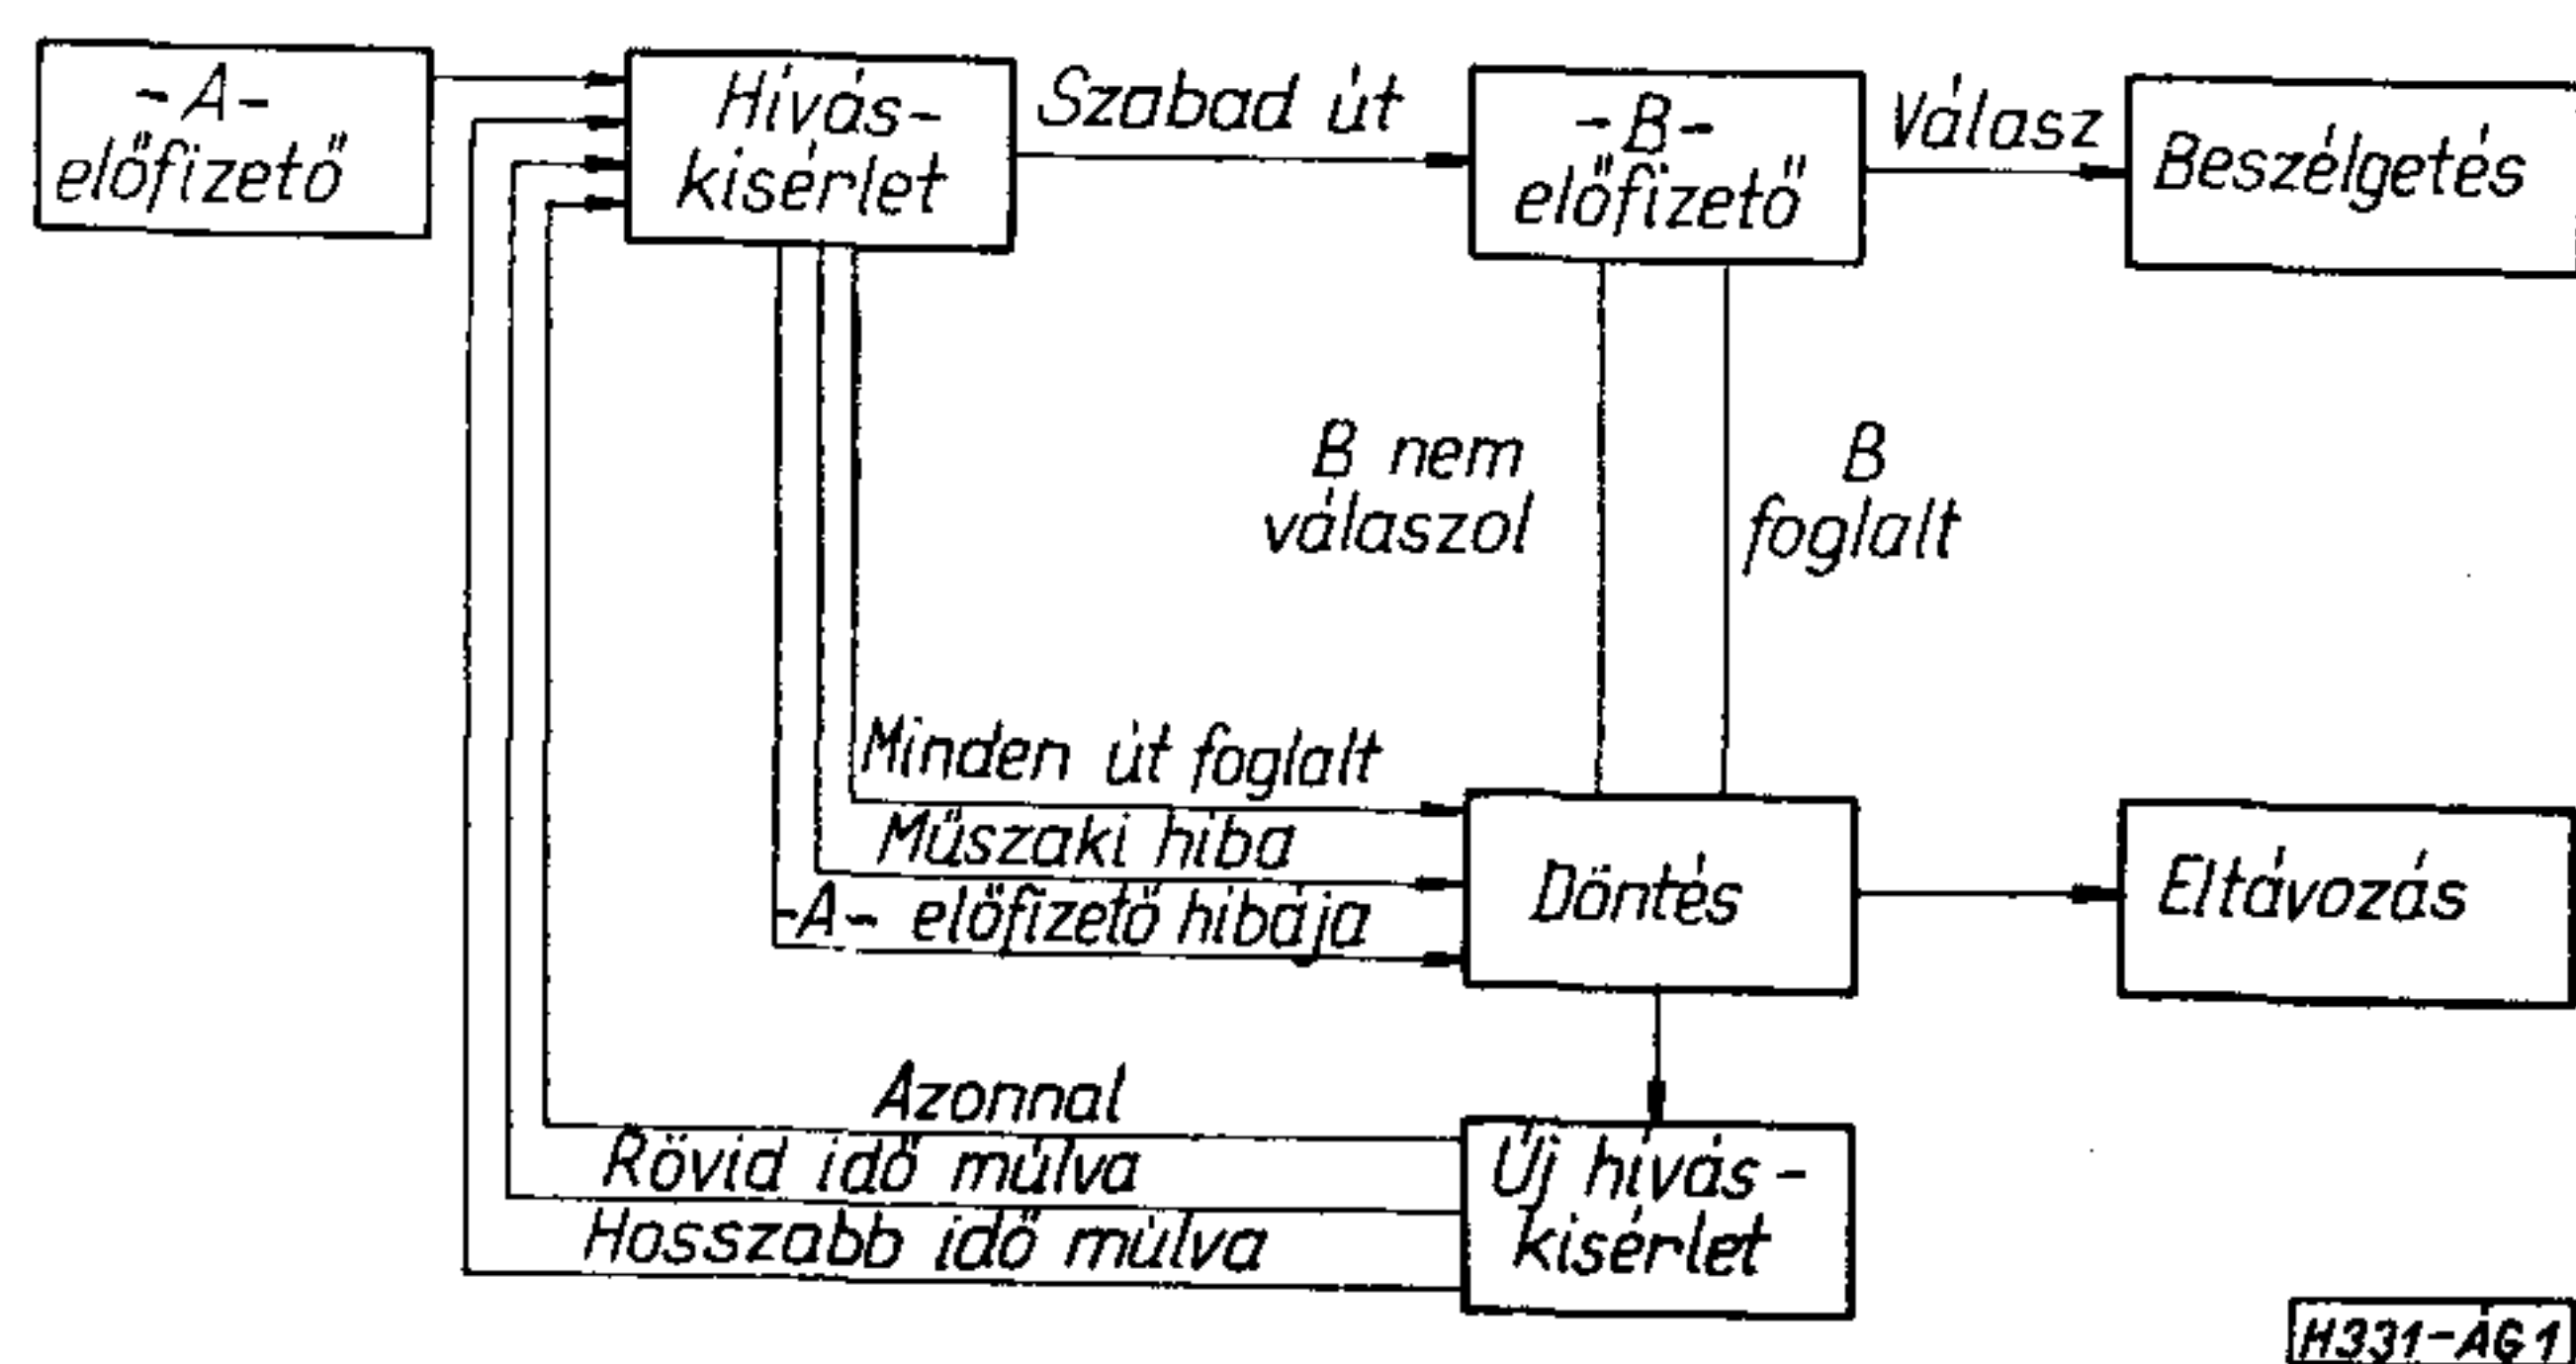 -A-
előfizető
Hívás-
kisérlet
Szabad út
-B-
előfizető
Válasz
Beszélgetés
B nem
válaszol
B
foglalt
Minden út foglalt
Műszaki hiba
-A- előfizető hibája
Döntés
Eltávozás
Azonnal
Rövid idő múlva
Hosszabb idő múlva
Új hívás-
kisérlet
H331-ÁG1